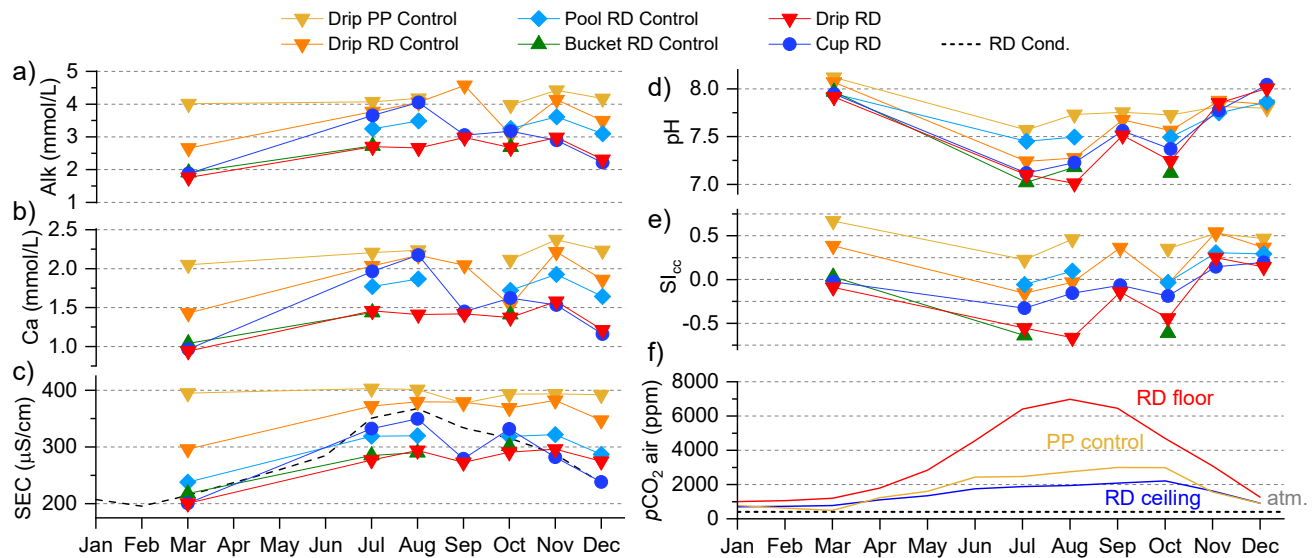 Drip PP Control Pool RD Control Drip RD
Drip RD Control Bucket RD Control Cup RD RD Cond.
a)
Alk (mmol/L)
5
4
3
2
1
b)
Ca (mmol/L)
2.5
2.0
1.5
1.0
c)
SEC (µS/cm)
400
300
200
Jan Feb Mar Apr May Jun Jul Aug Sep Oct Nov Dec
d)
pH
8.0
7.5
7.0
e)
SIcc
0.5
0.0
-0.5
f)
pCO2 air (ppm)
8000
6000
4000
2000
0
RD floor
PP control
RD ceiling
atm.
Jan Feb Mar Apr May Jun Jul Aug Sep Oct Nov Dec